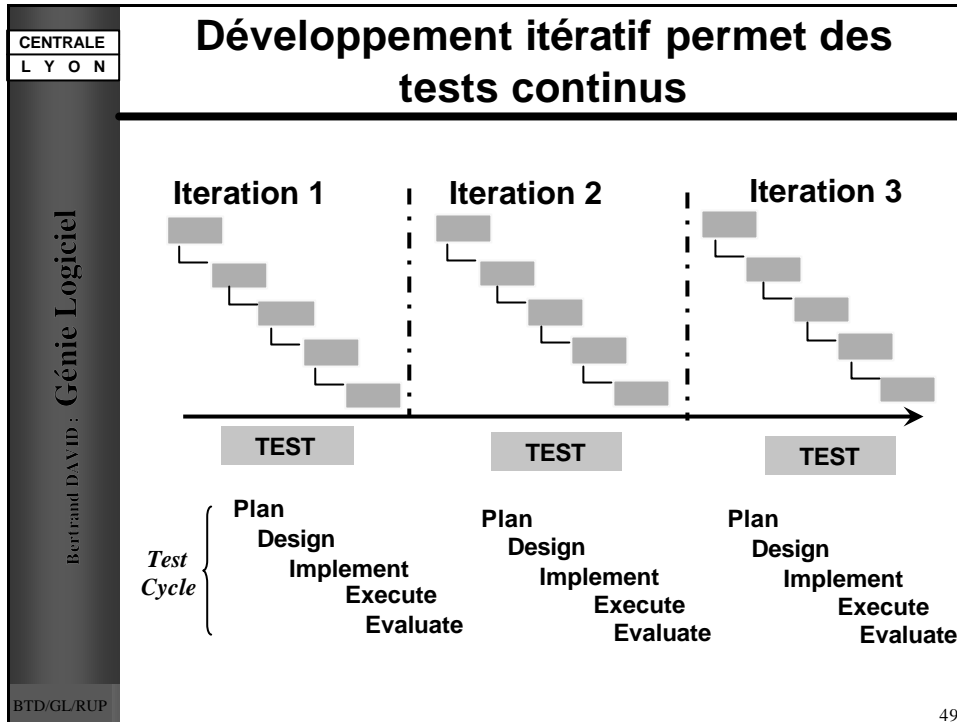 CENTRALE
L Y O N
Développement itératif permet des
tests continus
Bertrand DAVID : Génie Logiciel
Iteration 1
Iteration 2
Iteration 3
TEST
TEST
TEST
Test
Cycle
Plan
Design
Implement
Execute
Evaluate
Plan
Design
Implement
Execute
Evaluate
Plan
Design
Implement
Execute
Evaluate
BTD/GL/RUP
49